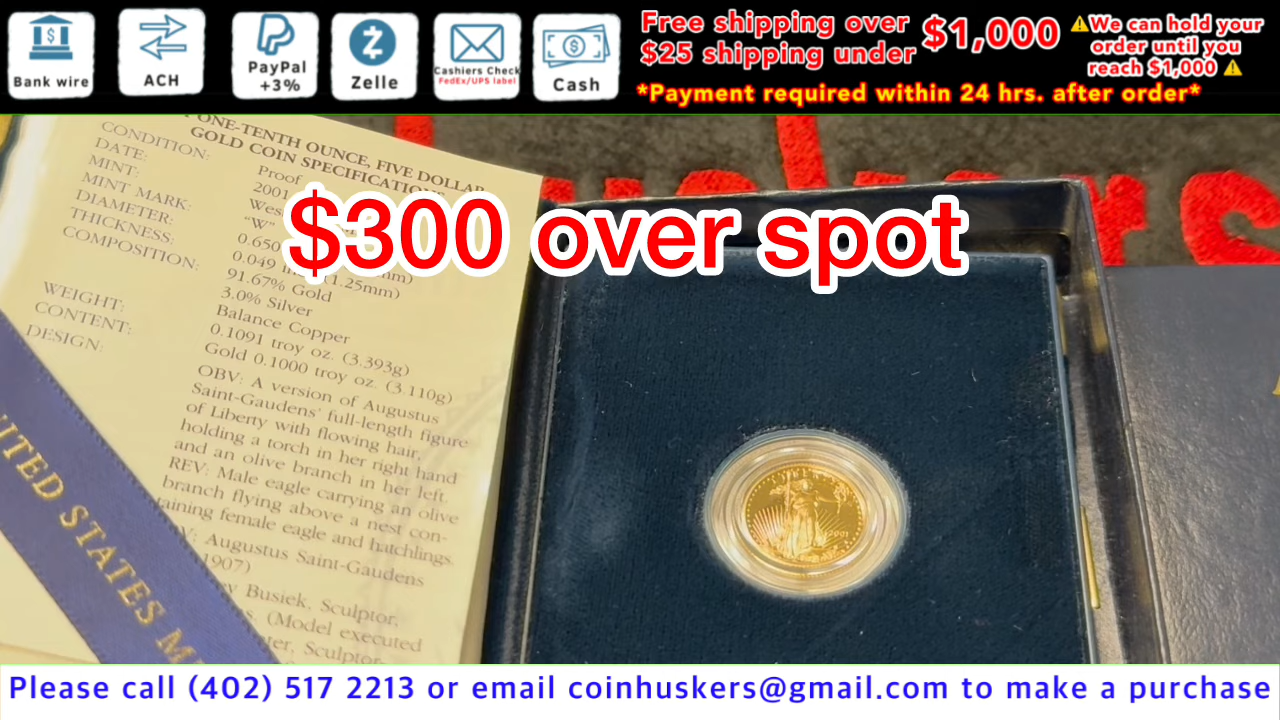 Bank wire
ACH
PayPal
+3%
Zelle
Cashiers Check
FedEx/UPS label
Cash
Free shipping over
$25 shipping under
$1,000
⚠️We can hold your
order until you
reach $1,000 ⚠️
*Payment required within 24 hrs. after order*
$300 over spot
ONE-TENTH OUNCE, FIVE DOLLAR
GOLD COIN SPECIFICATIONS
CONDITION: Proof
DATE: 2001
MINT:
MINT MARK: "W"
DIAMETER: 0.650
THICKNESS: 0.049 (1.25mm)
COMPOSITION: 91.67% Gold
3.0% Silver
Balance Copper
WEIGHT: 0.1091 troy oz. (3.393g)
CONTENT: Gold 0.1000 troy oz. (3.110g)
DESIGN: OBV: A version of Augustus
Saint-Gaudens' full-length figure
of Liberty with flowing hair,
holding a torch in her right hand
and an olive branch in her left.
REV: Male eagle carrying an olive
branch flying above a nest con-
taining female eagle and hatchlings.
Augustus Saint-Gaudens
1907)
Busiek, Sculptor,
(Model executed
Sculptor
STATES
2001
Please call (402) 517 2213 or email coinhuskers@gmail.com to make a purchase